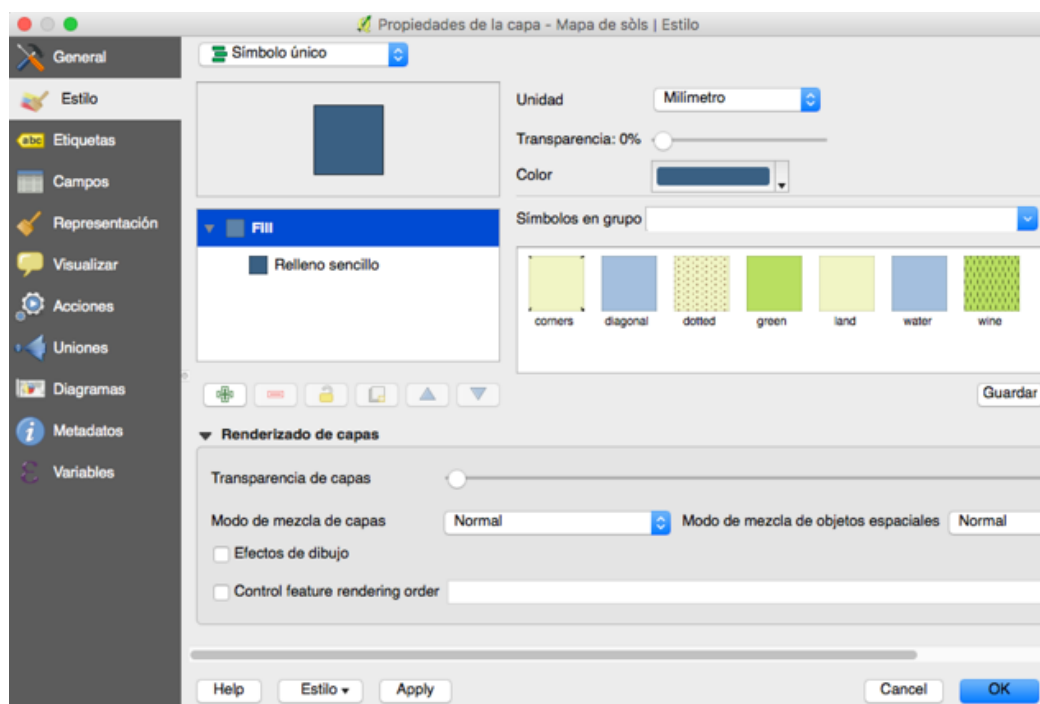 Propiedades de la capa - Mapa de sòls | Estilo
General
Estilo
abc Etiquetas
Campos
Representación
Visualizar
Acciones
Uniones
Diagramas
Metadatos
Variables
Símbolo único
Unidad Milímetro
Transparencia: 0%
Color
Símbolos en grupo
Fill
Relleno sencillo
corners diagonal dotted green land water wine
Guardar
Renderizado de capas
Transparencia de capas
Modo de mezcla de capas Normal Modo de mezcla de objetos espaciales Normal
Efectos de dibujo
Control feature rendering order
Help Estilo Apply Cancel OK